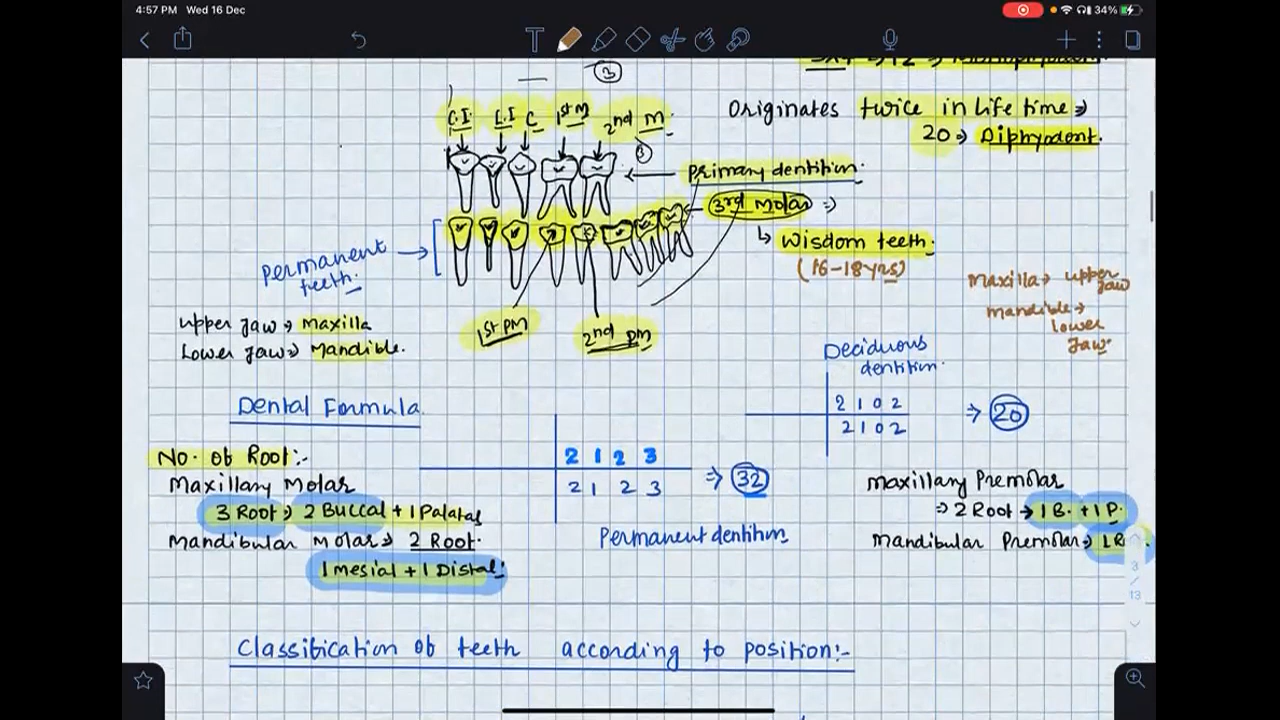 4:57 PM Wed 16 Dec
34%
3
C.I L.I C 1st M 2nd M
3
Originates twice in life time ⇒
20 ⇒ Diphyodont.
Primary dentition.
3rd molar ⇒
↳ Wisdom teeth.
(16-18yrs)
Permanent teeth. →
1st PM
2nd PM
maxilla → upper jaw
mandible → lower jaw.
upper jaw → maxilla
Lower jaw → Mandible.
Deciduous dentition.
2 1 0 2
2 1 0 2
⇒ 20
Dental Formula
2 1 2 3
2 1 2 3
⇒ 32
Permanent dentition
No. of Root:-
Maxillary Molar
3 Root → 2 Buccal + 1 Palatal
Mandibular molar → 2 Root.
1 mesial + 1 Distal.
maxillary Premolar
⇒ 2 Root → 1 B. + 1 P.
Mandibular Premolar → 1 R
3
/
13
Classification of teeth according to position:-